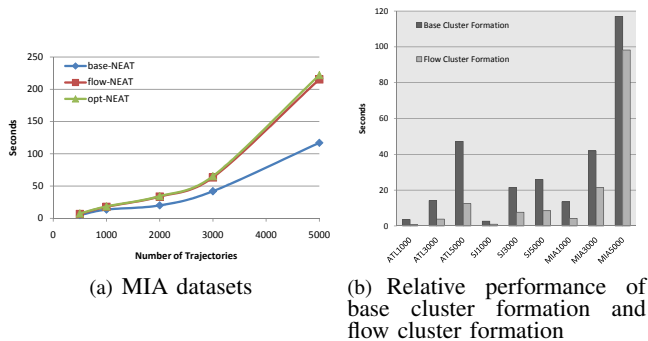 250
200
150
100
50
0
Seconds
base-NEAT
flow-NEAT
opt-NEAT
0 1000 2000 3000 4000 5000
Number of Trajectories
(a) MIA datasets
120
100
80
60
40
20
0
Seconds
Base Cluster Formation
Flow Cluster Formation
ATL1000 ATL3000 ATL5000 SJ1000 SJ3000 SJ5000 MIA1000 MIA3000 MIA5000
(b) Relative performance of
base cluster formation and
flow cluster formation